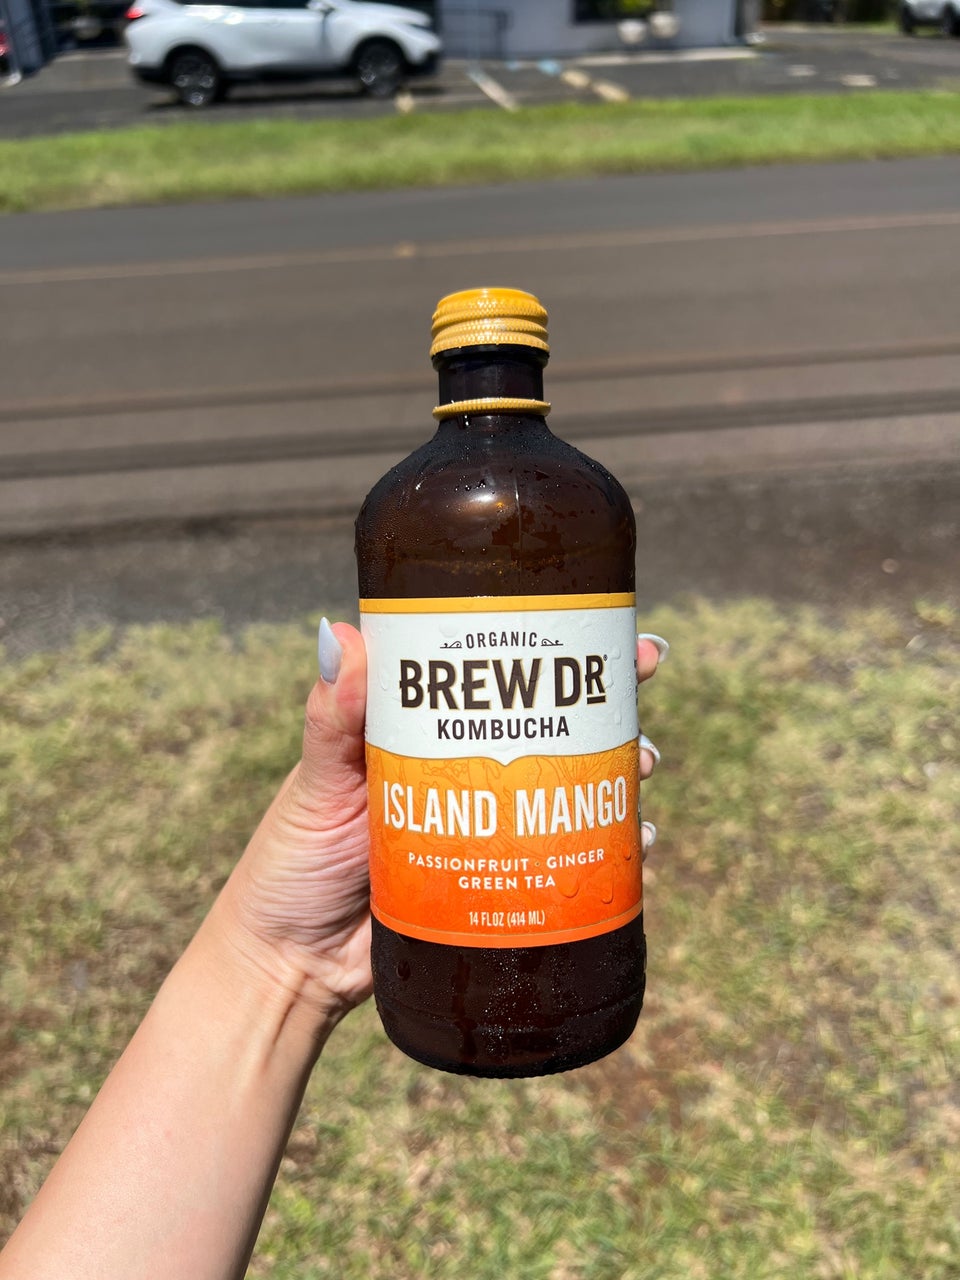 ORGANIC
BREW DR®
KOMBUCHA
ISLAND MANGO
PASSIONFRUIT · GINGER
GREEN TEA
14 FL OZ (414 ML)